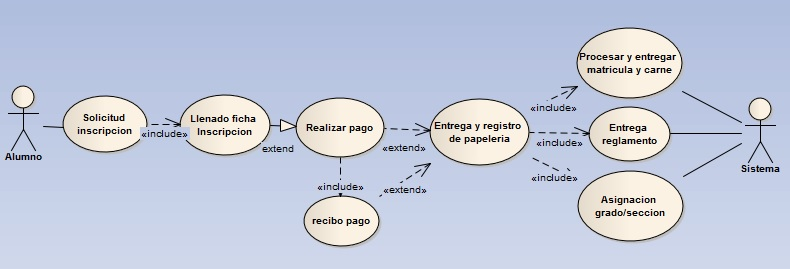 Alumno
Solicitud
inscripcion
«include»
Llenado ficha
Inscripcion
extend
Realizar pago
«include»
recibo pago
«extend»
«extend»
Entrega y registro
de papeleria
«include»
Procesar y entregar
matricula y carne
«include»
Entrega
reglamento
«include»
Asignacion
grado/seccion
Sistema